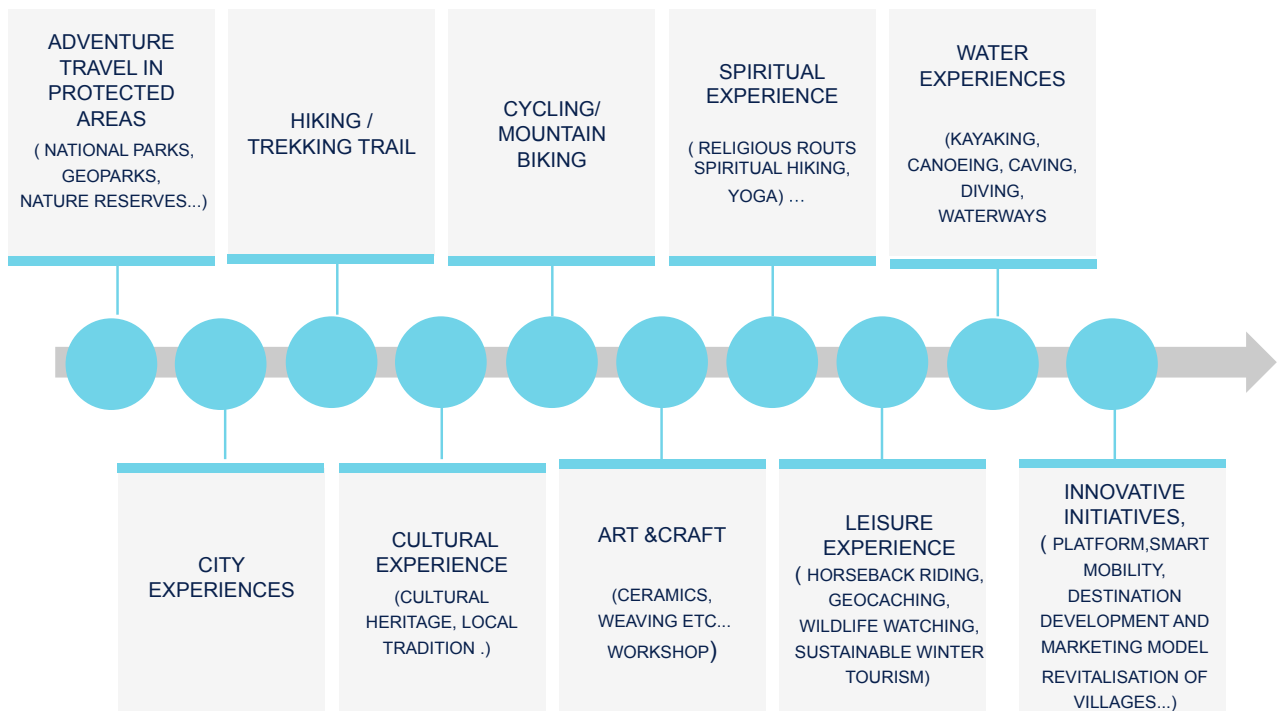 ADVENTURE
TRAVEL IN
PROTECTED
AREAS
( NATIONAL PARKS,
GEOPARKS,
NATURE RESERVES...)
HIKING /
TREKKING TRAIL
CYCLING/
MOUNTAIN
BIKING
SPIRITUAL
EXPERIENCE
( RELIGIOUS ROUTS
SPIRITUAL HIKING,
YOGA) ...
WATER
EXPERIENCES
(KAYAKING,
CANOEING, CAVING,
DIVING,
WATERWAYS
CITY
EXPERIENCES
CULTURAL
EXPERIENCE
(CULTURAL
HERITAGE, LOCAL
TRADITION .)
ART &CRAFT
(CERAMICS,
WEAVING ETC...
WORKSHOP)
LEISURE
EXPERIENCE
( HORSEBACK RIDING,
GEOCACHING,
WILDLIFE WATCHING,
SUSTAINABLE WINTER
TOURISM)
INNOVATIVE
INITIATIVES,
( PLATFORM,SMART
MOBILITY,
DESTINATION
DEVELOPMENT AND
MARKETING MODEL
REVITALISATION OF
VILLAGES...)